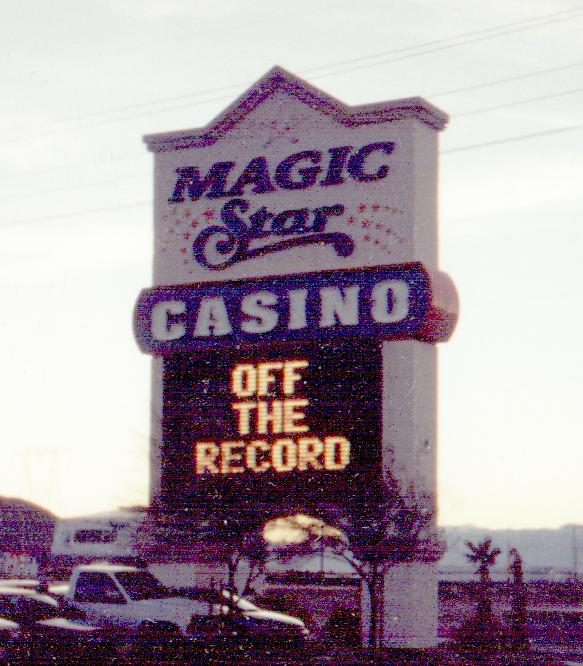 MAGIC
Star
CASINO
OFF
THE
RECORD